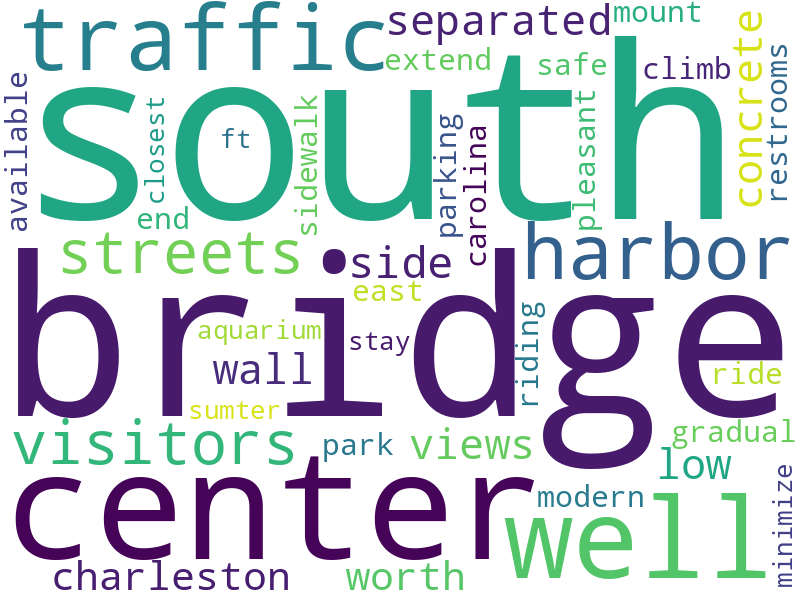 traffic
separated
mount
extend
safe
climb
concrete
restrooms
south
available
closest
ft
sidewalk
parking
carolina
pleasant
end
streets
side
harbor
bridge
east
aquarium
stay
riding
wall
ride
sumter
visitors
park
views
gradual
low
center
modern
well
minimize
charleston
worth